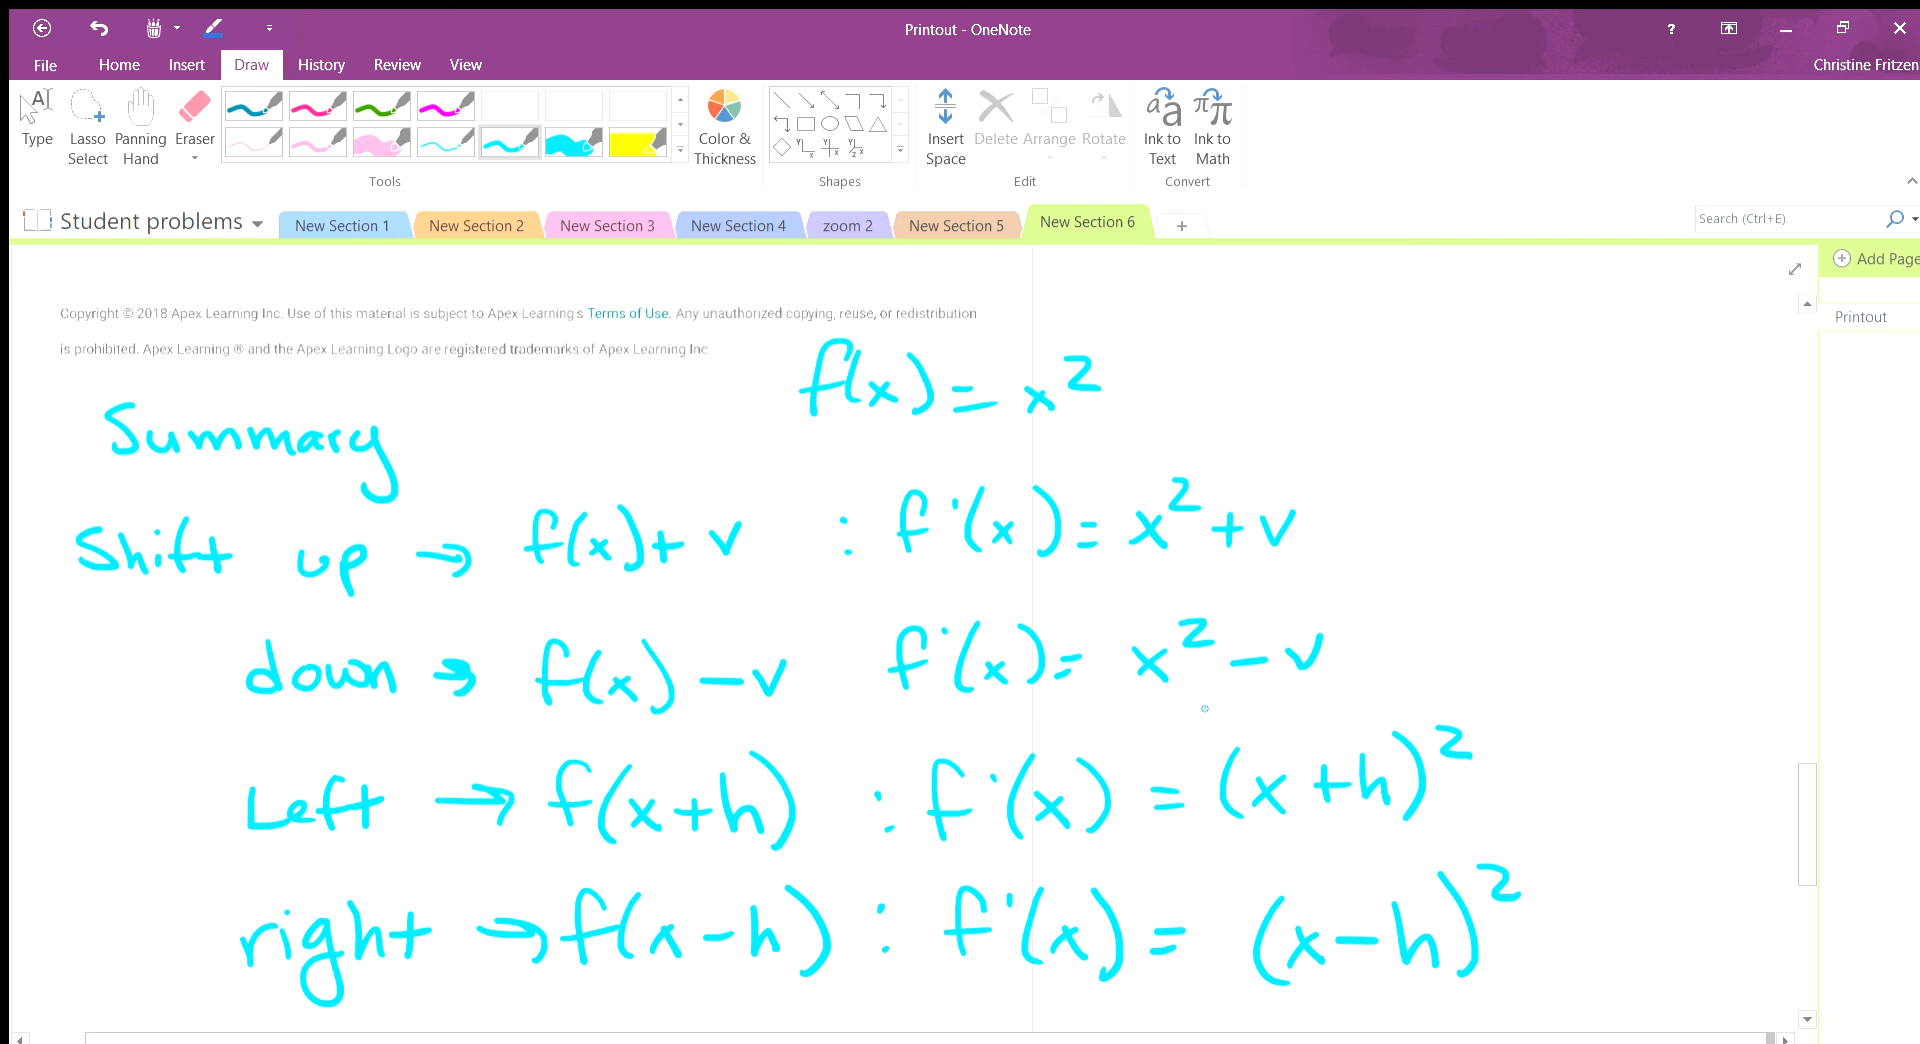 Printout - OneNote
?
File Home Insert Draw History Review View
Christine Fritzen
Type
Lasso Select
Panning Hand
Eraser
Color & Thickness
Insert Space
Delete
Arrange
Rotate
Ink to Text
Ink to Math
Tools
Shapes
Edit
Convert
Student problems
New Section 1
New Section 2
New Section 3
New Section 4
zoom 2
New Section 5
New Section 6
+
Search (Ctrl+E)
Add Page
Printout
Copyright © 2018 Apex Learning Inc. Use of this material is subject to Apex Learning's Terms of Use. Any unauthorized copying, reuse, or redistribution
is prohibited. Apex Learning ® and the Apex Learning Logo are registered trademarks of Apex Learning Inc
f(x) = x²
Summary
Shift up → f(x) + v : f'(x) = x² + v
down → f(x) - v f'(x) = x² - v
Left → f(x+h) : f'(x) = (x+h)²
right → f(x-h) : f'(x) = (x-h)²